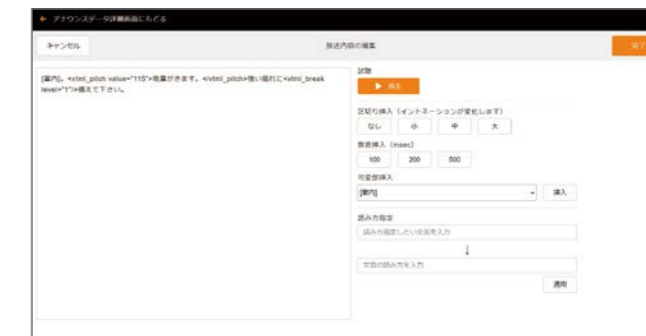 ← アナウンスデータ詳細画面にもどる
キャンセル
放送内容の編集
完了
[案内]。<vtml_pitch value="115">地震がきます。</vtml_pitch>強い揺れに<vtml_break
level="1"/>備えて下さい。
試聴
▶ 再生
区切り挿入(イントネーションが変化します)
なし 小 中 大
無音挿入(msec)
100 200 500
可変部挿入
[案内]
挿入
読み方指定
読み方指定したい文言を入力
↓
文言の読み方を入力
適用